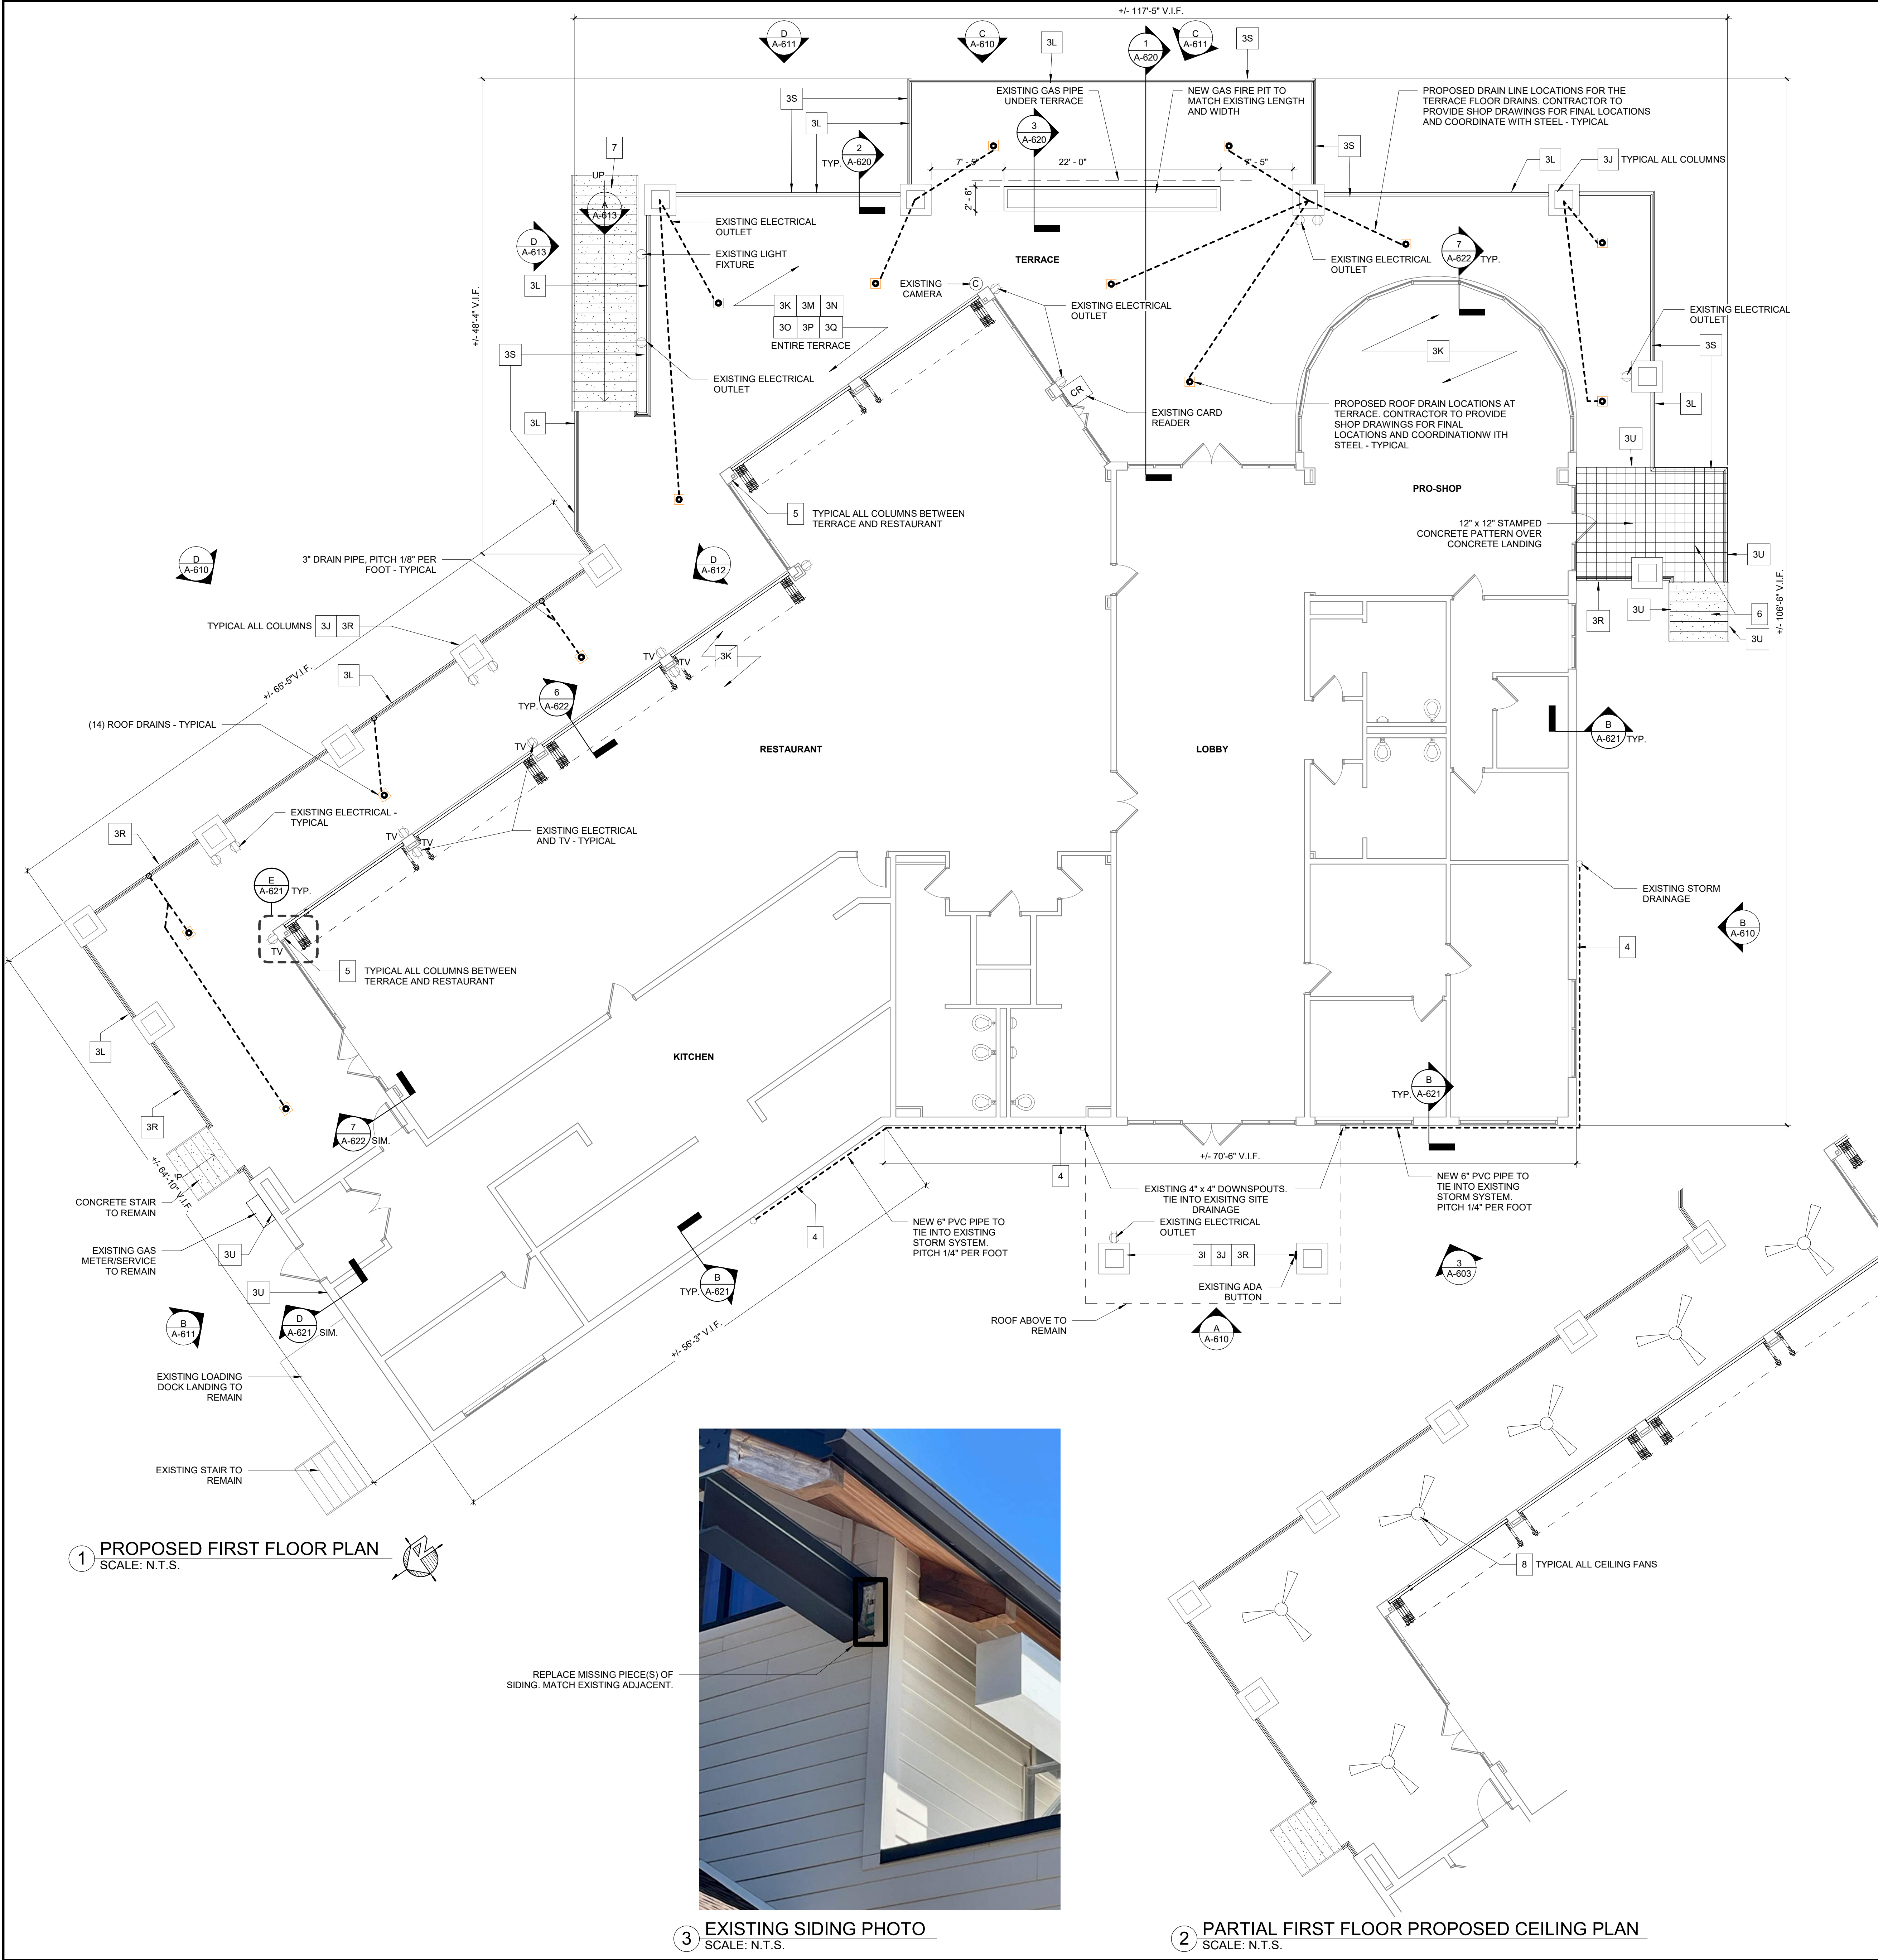 +/- 117'-5" V.I.F.
D
A-611
C
A-610
3L
1
A-620
C
A-611
3S
3S
3L
EXISTING GAS PIPE
UNDER TERRACE
NEW GAS FIRE PIT TO
MATCH EXISTING LENGTH
AND WIDTH
PROPOSED DRAIN LINE LOCATIONS FOR THE
TERRACE FLOOR DRAINS. CONTRACTOR TO
PROVIDE SHOP DRAWINGS FOR FINAL LOCATIONS
AND COORDINATE WITH STEEL - TYPICAL
7
2
A-620
TYP.
3
A-620
3S
3L
3J TYPICAL ALL COLUMNS
7' - 5"
22' - 0"
7' - 5"
2' - 6"
UP
A
A-613
D
A-613
3L
EXISTING ELECTRICAL
OUTLET
EXISTING LIGHT
FIXTURE
TERRACE
EXISTING
CAMERA
C
EXISTING ELECTRICAL
OUTLET
EXISTING ELECTRICAL
OUTLET
7
A-622
TYP.
EXISTING ELECTRICAL
OUTLET
3K 3M 3N
3O 3P 3Q
ENTIRE TERRACE
+/- 48'-4" V.I.F.
3S
EXISTING ELECTRICAL
OUTLET
3K
3S
CR
EXISTING CARD
READER
PROPOSED ROOF DRAIN LOCATIONS AT
TERRACE. CONTRACTOR TO PROVIDE
SHOP DRAWINGS FOR FINAL
LOCATIONS AND COORDINATIONW ITH
STEEL - TYPICAL
3L
3L
3U
PRO-SHOP
5 TYPICAL ALL COLUMNS BETWEEN
TERRACE AND RESTAURANT
12" x 12" STAMPED
CONCRETE PATTERN OVER
CONCRETE LANDING
3U
D
A-610
3" DRAIN PIPE, PITCH 1/8" PER
FOOT - TYPICAL
D
A-612
3R
3U
6
3U
+/- 106'-6" V.I.F.
TYPICAL ALL COLUMNS 3J 3R
3K
TV
TV
3L
+/- 65'-5"V.I.F.
(14) ROOF DRAINS - TYPICAL
6
A-622
TYP.
TV
RESTAURANT
LOBBY
B
A-621
TYP.
3R
EXISTING ELECTRICAL -
TYPICAL
EXISTING ELECTRICAL
AND TV - TYPICAL
TV
TV
E
A-621
TYP.
EXISTING STORM
DRAINAGE
B
A-610
4
TV
5 TYPICAL ALL COLUMNS BETWEEN
TERRACE AND RESTAURANT
3L
KITCHEN
3R
7
A-622
SIM.
B
A-621
TYP.
+/- 70'-6" V.I.F.
+/- 64'-10" V.I.F.
CONCRETE STAIR
TO REMAIN
4
EXISTING 4" x 4" DOWNSPOUTS.
TIE INTO EXISITNG SITE
DRAINAGE
NEW 6" PVC PIPE TO
TIE INTO EXISTING
STORM SYSTEM.
PITCH 1/4" PER FOOT
4
NEW 6" PVC PIPE TO
TIE INTO EXISTING
STORM SYSTEM.
PITCH 1/4" PER FOOT
EXISTING ELECTRICAL
OUTLET
EXISTING GAS
METER/SERVICE
TO REMAIN
3U
3I 3J 3R
3
A-603
3U
B
A-621
TYP.
EXISTING ADA
BUTTON
B
A-611
D
A-621
SIM.
ROOF ABOVE TO
REMAIN
A
A-610
+/- 56'-3" V.I.F.
EXISTING LOADING
DOCK LANDING TO
REMAIN
EXISTING STAIR TO
REMAIN
1 PROPOSED FIRST FLOOR PLAN
SCALE: N.T.S.
8 TYPICAL ALL CEILING FANS
REPLACE MISSING PIECE(S) OF
SIDING. MATCH EXISTING ADJACENT.
3 EXISTING SIDING PHOTO
SCALE: N.T.S.
2 PARTIAL FIRST FLOOR PROPOSED CEILING PLAN
SCALE: N.T.S.